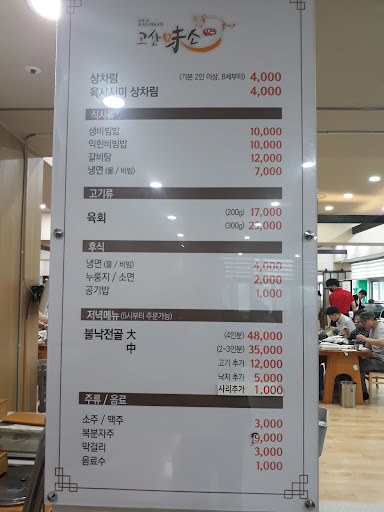 고산味소
상차림 (기본 2인 이상, 8세부터) 4,000
육사시미 상차림 4,000
식사류
생비빔밥 10,000
익힌비빔밥 10,000
갈비탕 12,000
냉면 (물 / 비빔) 7,000
고기류
육회 (200g) 17,000
(300g) 25,000
후식
냉면 (물 / 비빔) 4,000
누룽지 / 소면 2,000
공기밥 1,000
저녁메뉴 (5시부터 주문가능)
불낙전골 大 (4인분) 48,000
中 (2~3인분) 35,000
고기 추가 12,000
낙지 추가 5,000
사리추가 1,000
주류 / 음료
소주 / 맥주 3,000
복분자주 9,000
막걸리 3,000
음료수 1,000